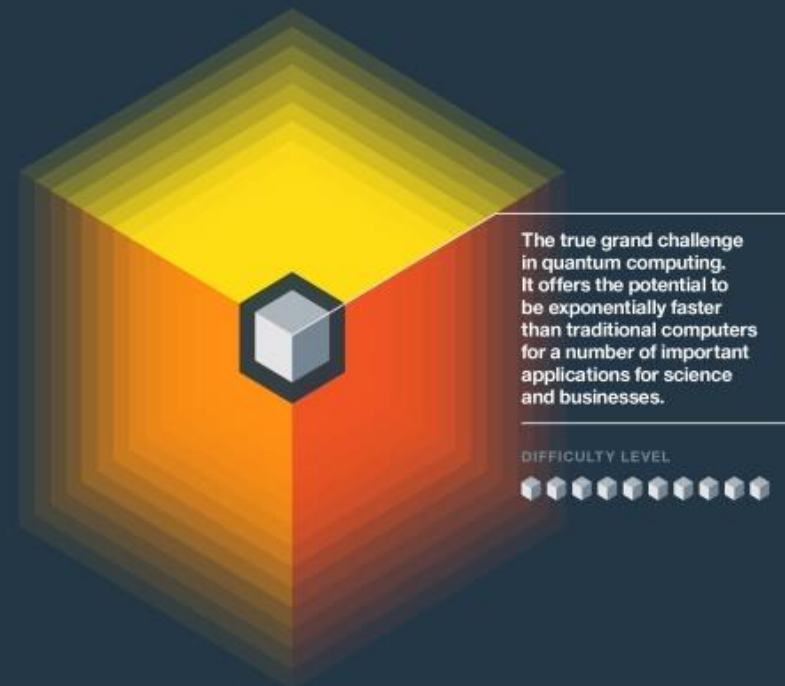 The true grand challenge
in quantum computing.
It offers the potential to
be exponentially faster
than traditional computers
for a number of important
applications for science
and businesses.
DIFFICULTY LEVEL